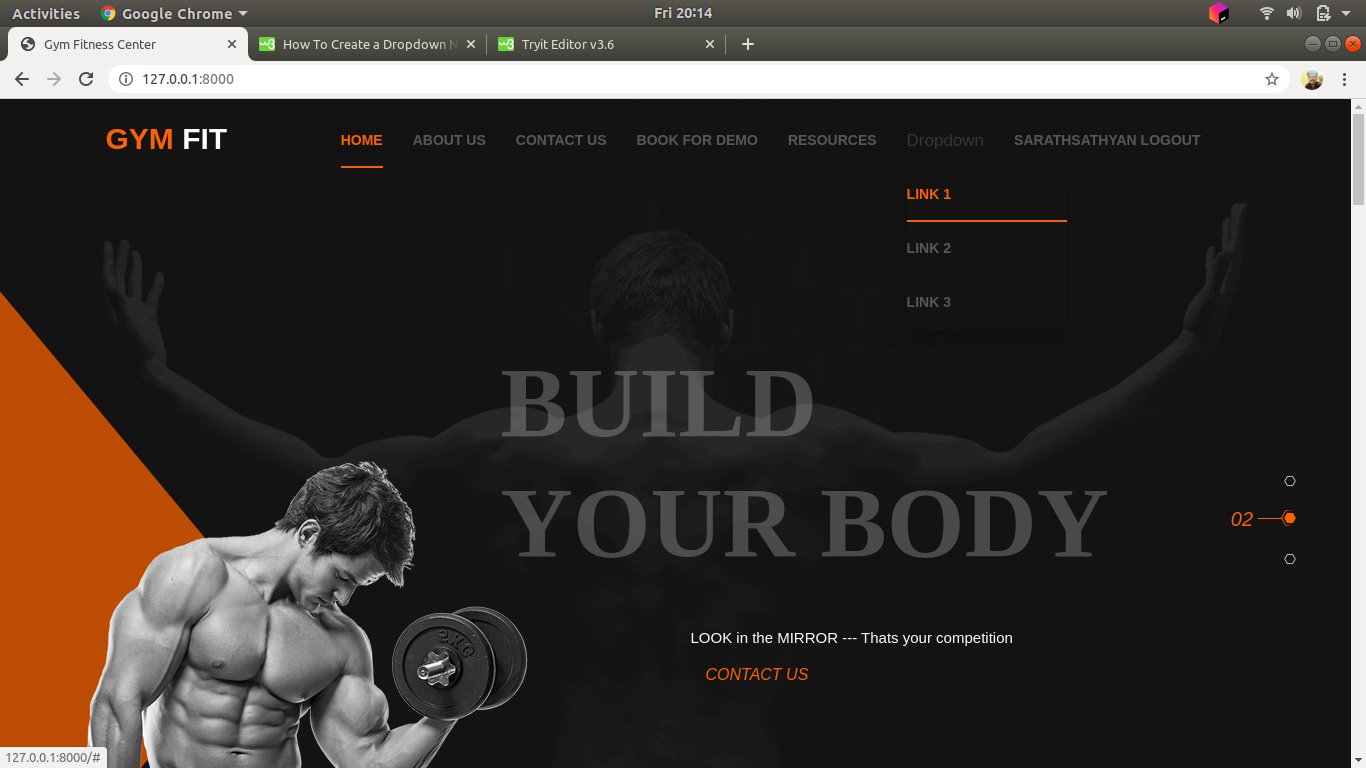 Activities Google Chrome Fri 20:14
Gym Fitness Center How To Create a Dropdown N Tryit Editor v3.6
127.0.0.1:8000
GYM FIT HOME ABOUT US CONTACT US BOOK FOR DEMO RESOURCES Dropdown SARATHSATHYAN LOGOUT
LINK 1
LINK 2
LINK 3
BUILD
YOUR BODY
02
2KG
LOOK in the MIRROR --- Thats your competition
CONTACT US
127.0.0.1:8000/#